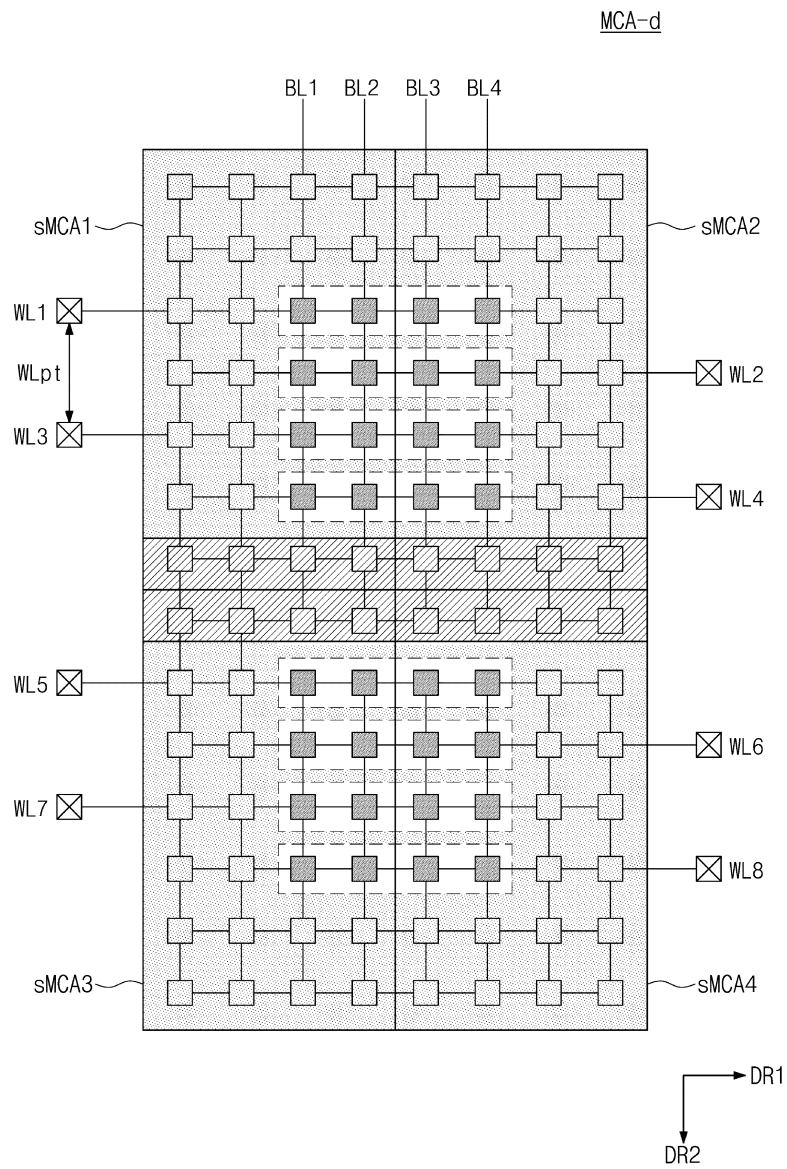 MCA-d
BL1 BL2 BL3 BL4
sMCA1 sMCA2
WL1
WLpt WL2
WL3
WL4
WL5
WL6
WL7
WL8
sMCA3 sMCA4
DR1
DR2